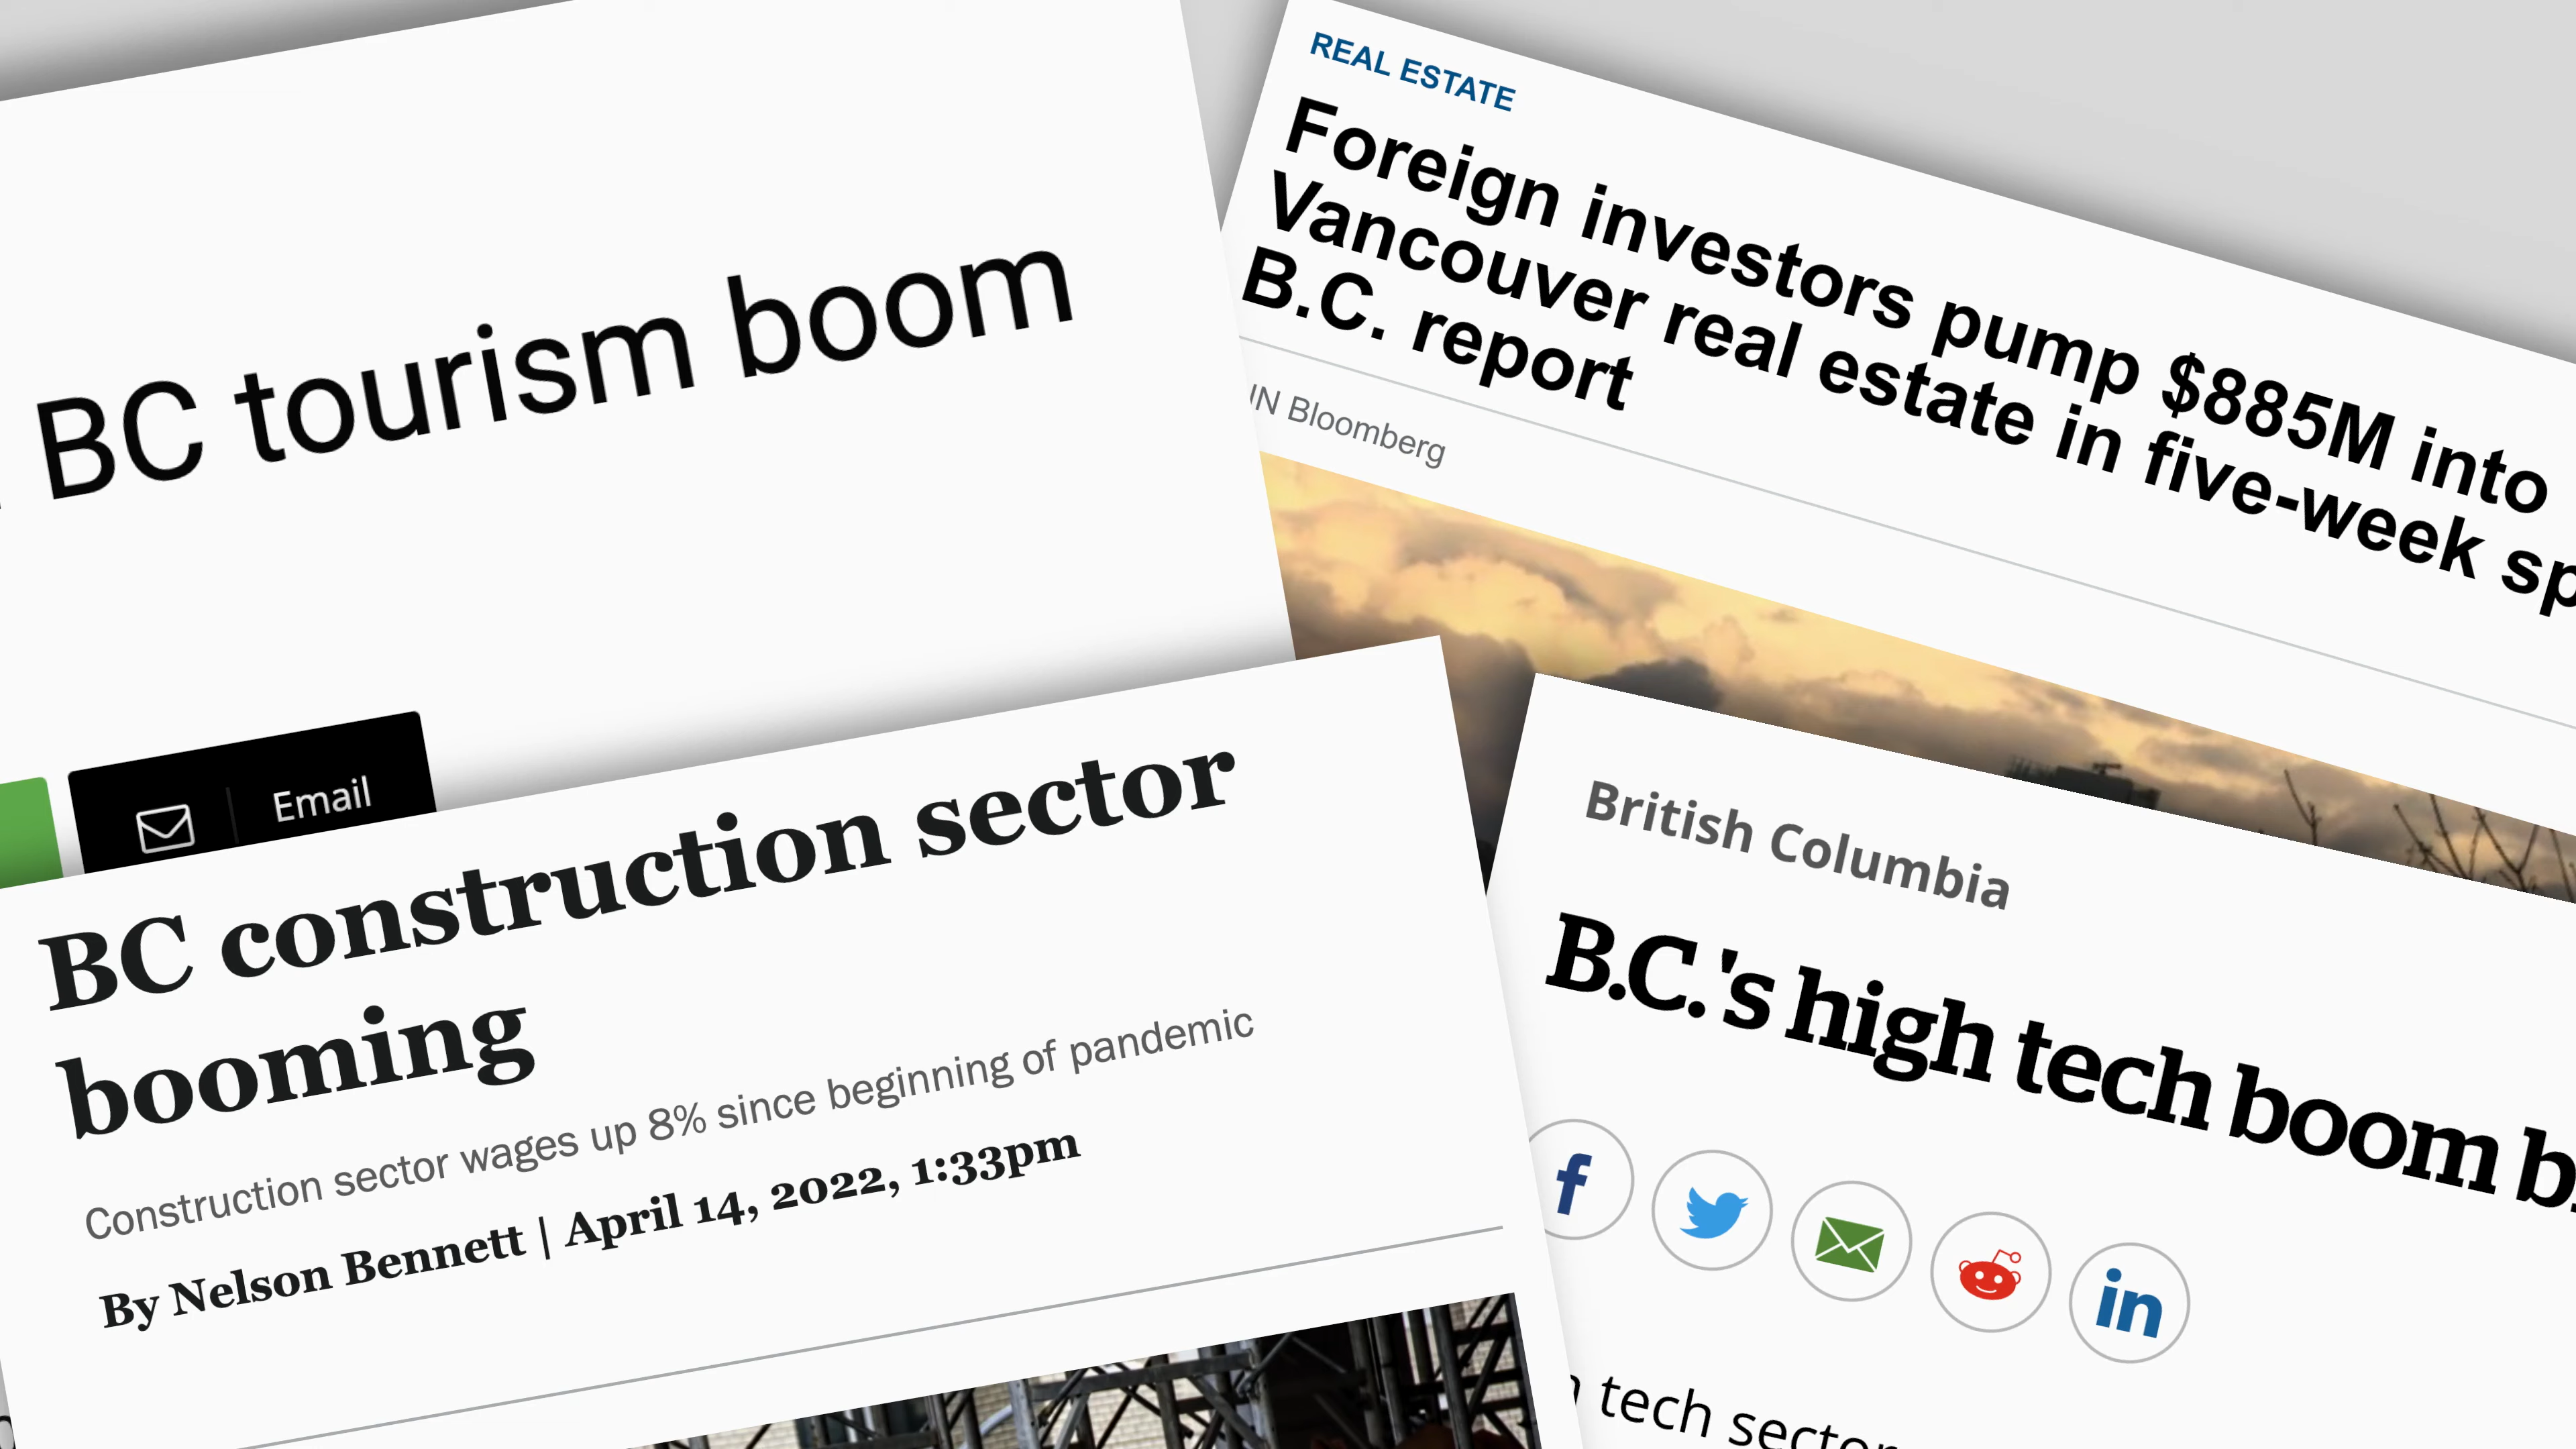 BC tourism boom
Email
REAL ESTATE
Foreign investors pump $885M into
Vancouver real estate in five-week
B.C. report
Bloomberg
BC construction sector
booming
Construction sector wages up 8% since beginning of pandemic
By Nelson Bennett | April 14, 2022, 1:33pm
British Columbia
B.C.'s high tech boom
f
in
tech sector